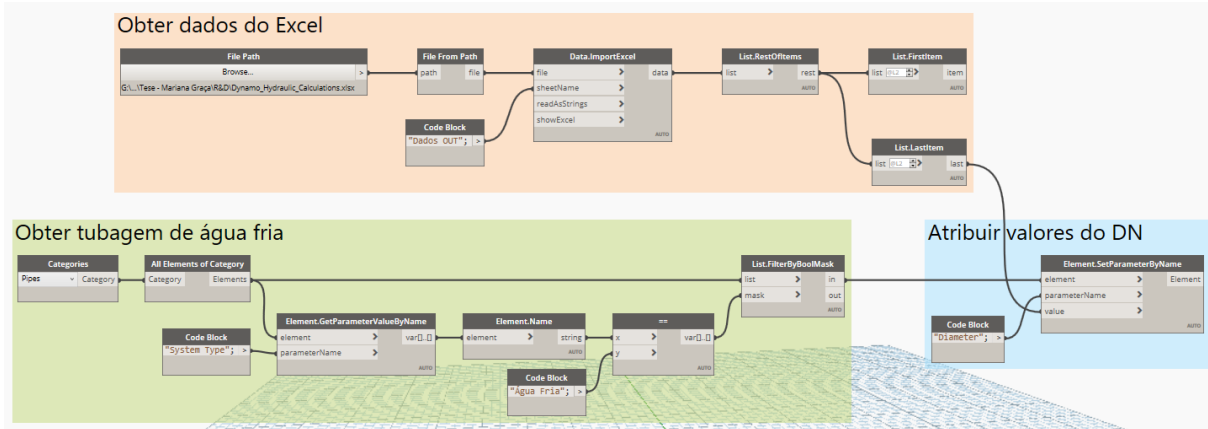 Obter dados do Excel
File Path
Browse...
>
G:\...\Tese - Mariana Graça\R&D\Dynamo_Hydraulic_Calculations.xlsx
File From Path
path > file
Data.ImportExcel
file > data
sheetName >
readAsStrings >
showExcel >
AUTO
Code Block
"Dados OUT"; >
List.RestOfItems
list > rest
AUTO
List.FirstItem
list @L2 > item
AUTO
List.LastItem
list @L2 > last
AUTO
Obter tubagem de água fria
Categories
Pipes Category
All Elements of Category
Category Elements
Code Block
"System Type"; >
Element.GetParameterValueByName
element > var[]..[]
parameterName >
AUTO
Element.Name
element > string
AUTO
Code Block
"Água Fria"; >
==
x > var[]..[]
y >
AUTO
List.FilterByBoolMask
list > in
mask > out
AUTO
Atribuir valores do DN
Code Block
"Diameter"; >
Element.SetParameterByName
element > Element
parameterName >
value >
AUTO